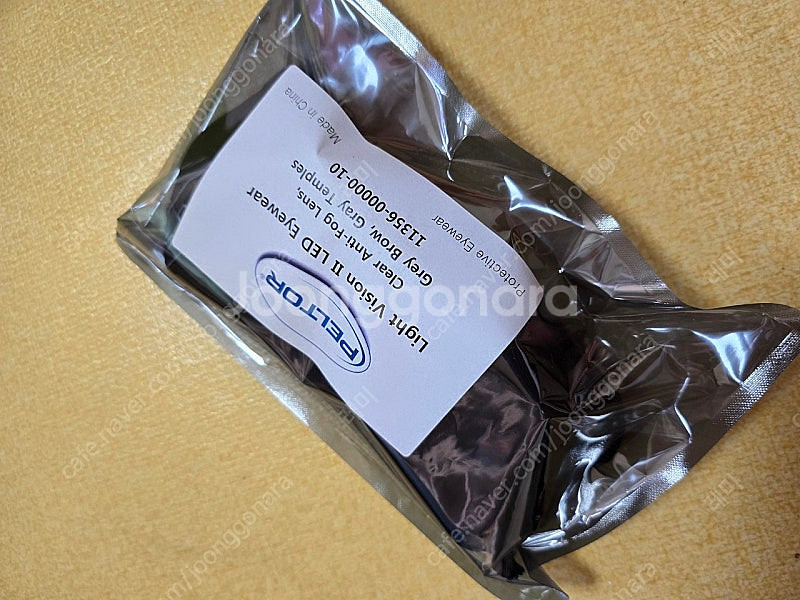 PELTOR®
Light Vision II LED Eyewear
Clear Anti-Fog Lens,
Grey Brow, Gray Temples
11356-00000-10
Protective Eyewear
Made in China
Joonggonara
cafe.naver.com/joonggonara